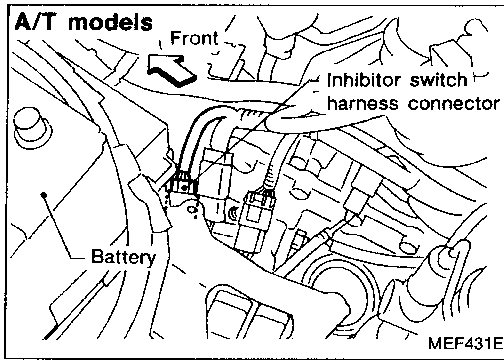 A/T models
Front
Inhibitor switch
harness connector
Battery
MEF431E